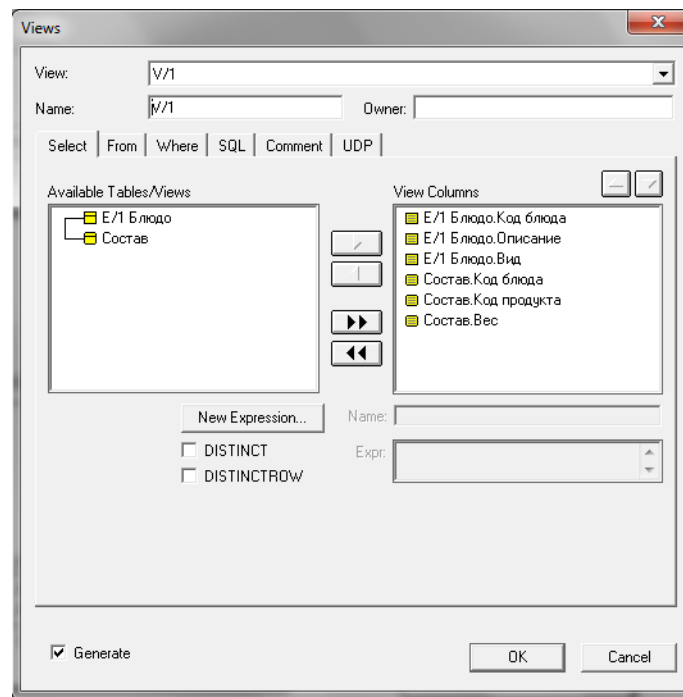 Views
View: V/1
Name: V/1 Owner:
Select From Where SQL Comment UDP
Available Tables/Views View Columns
E/1 Блюдо E/1 Блюдо.Код блюда
Состав E/1 Блюдо.Описание
E/1 Блюдо.Вид
Состав.Код блюда
Состав.Код продукта
Состав.Вес
New Expression... Name:
DISTINCT Expr:
DISTINCTROW
Generate OK Cancel